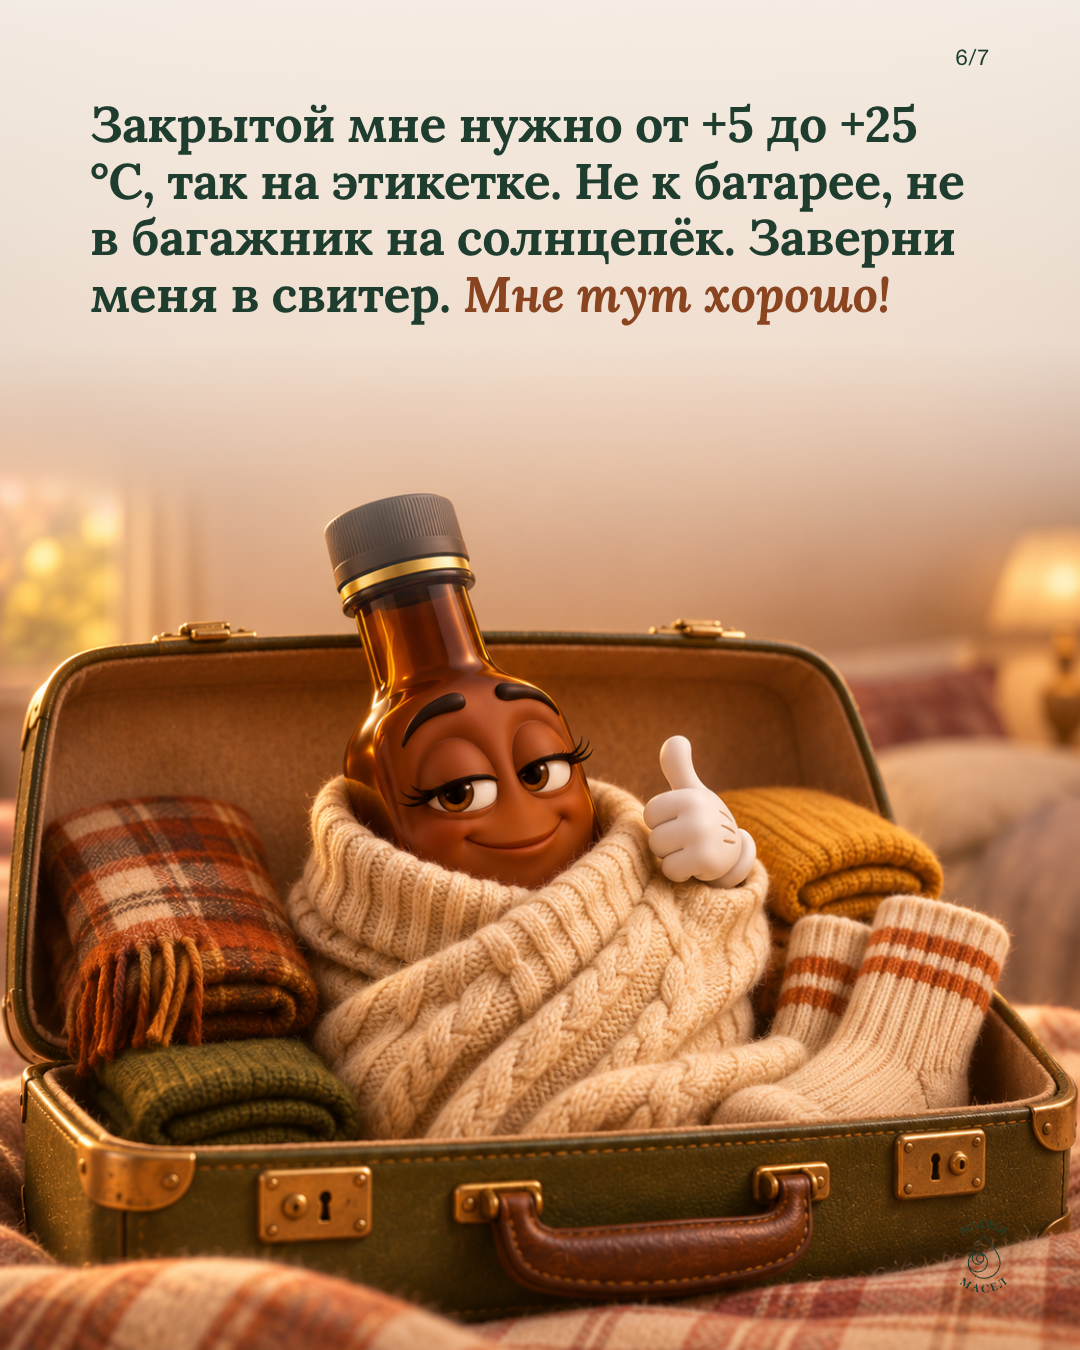 6/7
Закрытой мне нужно от +5 до +25
°C, так на этикетке. Не к батарее, не
в багажник на солнцепёк. Заверни
меня в свитер. Мне тут хорошо!
МАСЕЛ